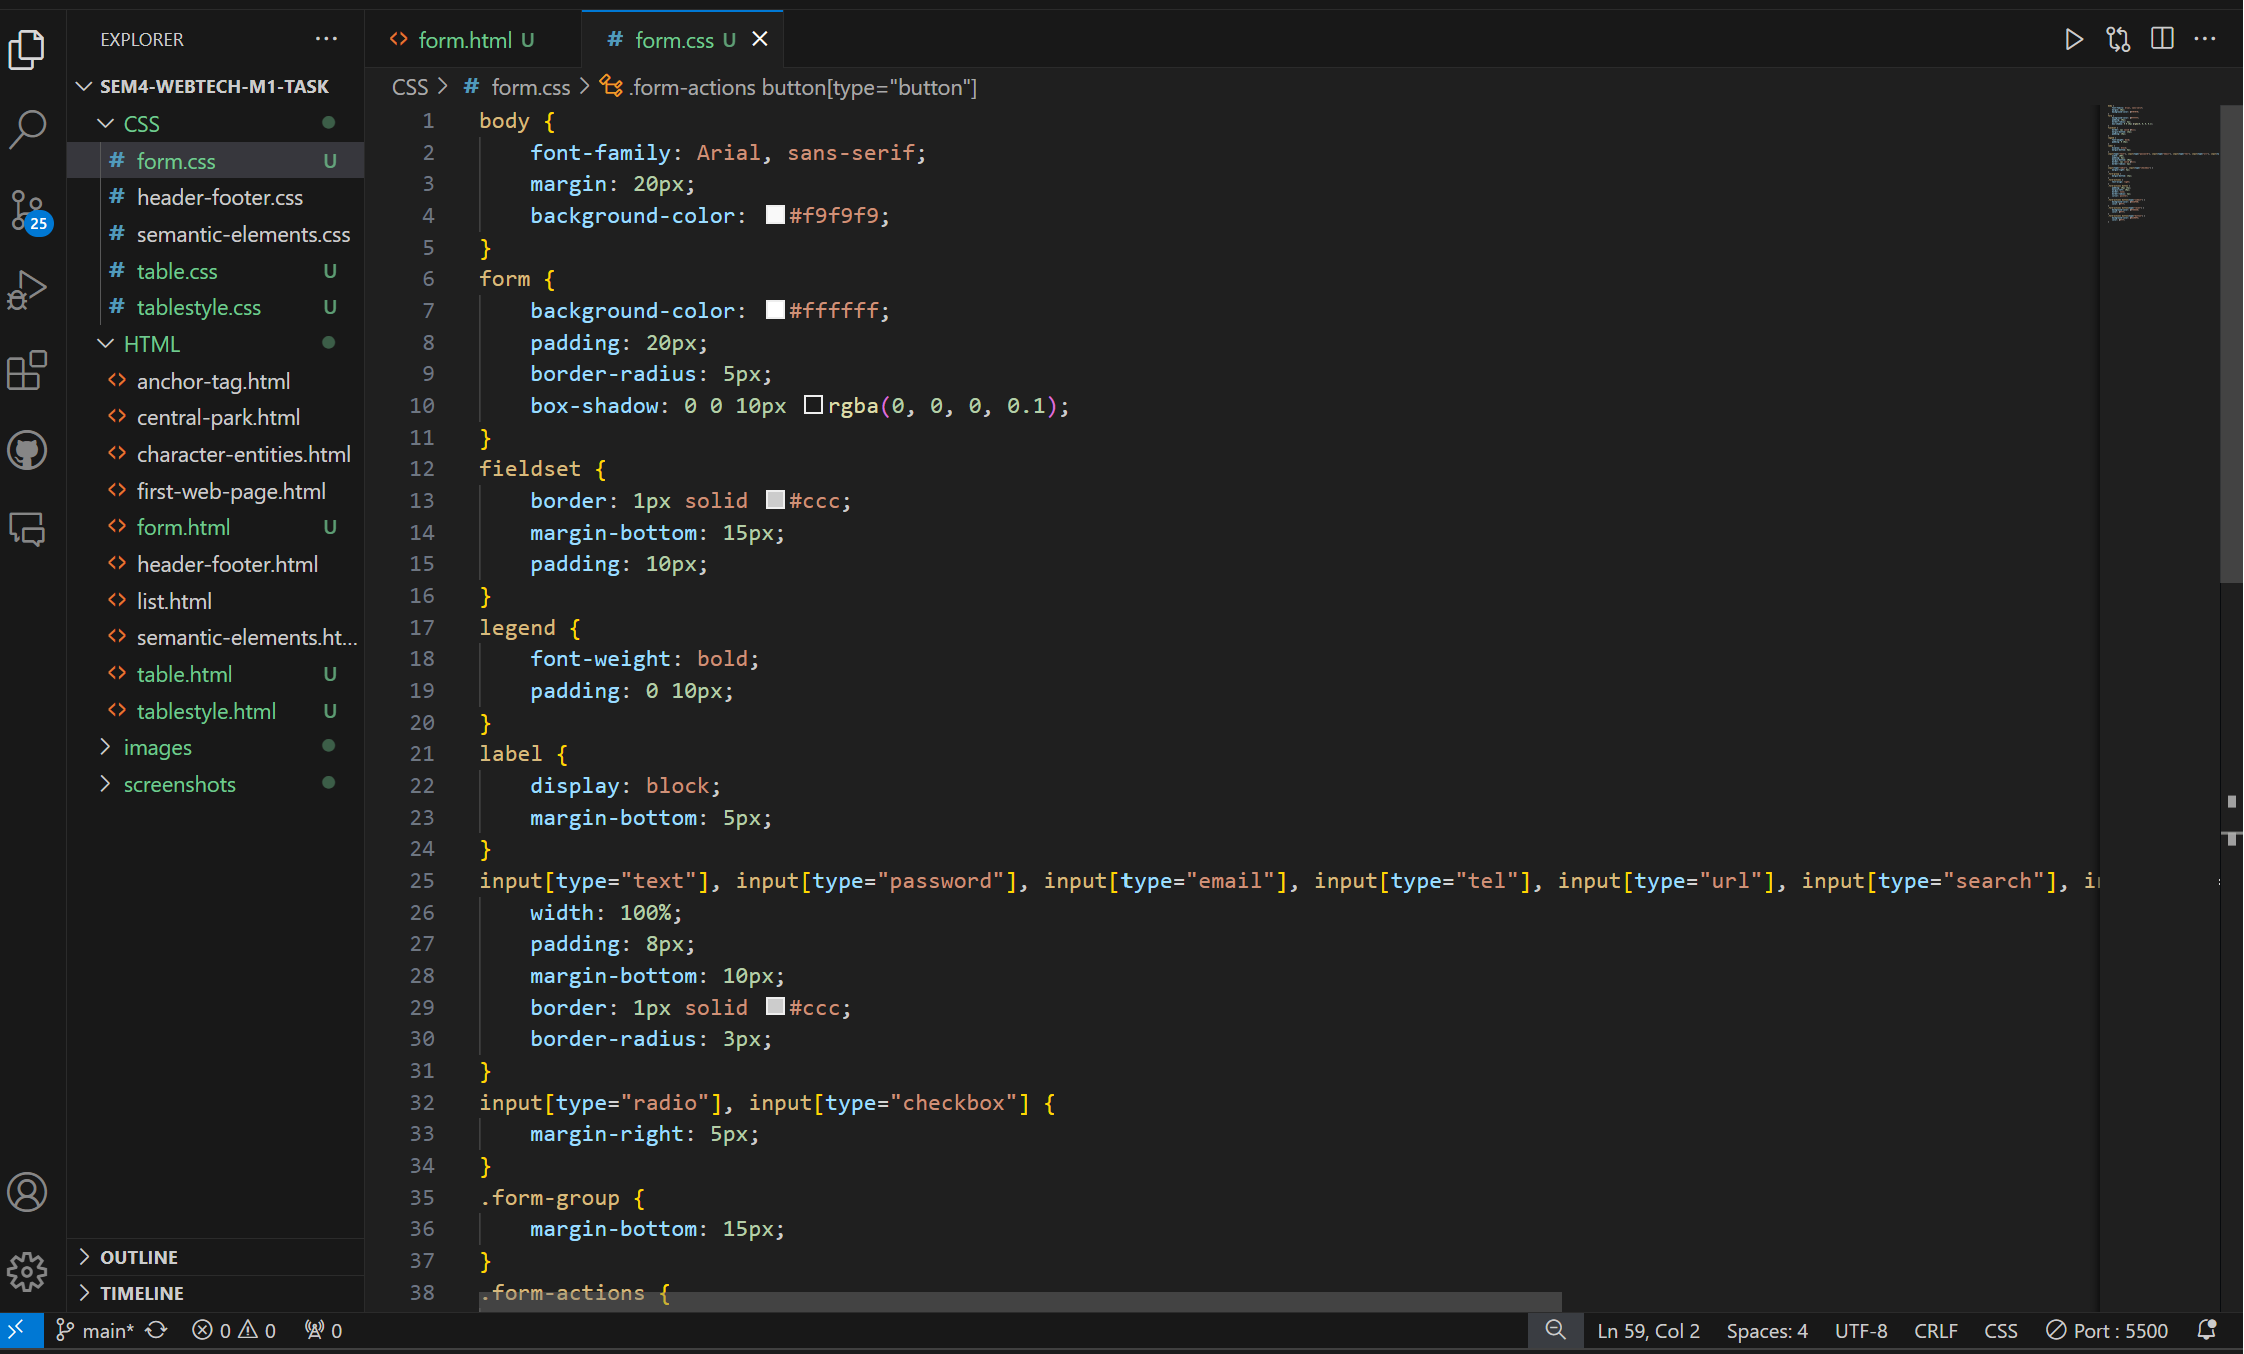 EXPLORER
SEM4-WEBTECH-M1-TASK
CSS
# form.css U
# header-footer.css
# semantic-elements.css
# table.css U
# tablestyle.css U
HTML
<> anchor-tag.html
<> central-park.html
<> character-entities.html
<> first-web-page.html
<> form.html U
<> header-footer.html
<> list.html
<> semantic-elements.ht...
<> table.html U
<> tablestyle.html U
images
screenshots
OUTLINE
TIMELINE
25
<> form.html U
# form.css U
CSS > # form.css > .form-actions button[type="button"]
1 body {
2 font-family: Arial, sans-serif;
3 margin: 20px;
4 background-color: #f9f9f9;
5 }
6 form {
7 background-color: #ffffff;
8 padding: 20px;
9 border-radius: 5px;
10 box-shadow: 0 0 10px rgba(0, 0, 0, 0.1);
11 }
12 fieldset {
13 border: 1px solid #ccc;
14 margin-bottom: 15px;
15 padding: 10px;
16 }
17 legend {
18 font-weight: bold;
19 padding: 0 10px;
20 }
21 label {
22 display: block;
23 margin-bottom: 5px;
24 }
25 input[type="text"], input[type="password"], input[type="email"], input[type="tel"], input[type="url"], input[type="search"],
26 width: 100%;
27 padding: 8px;
28 margin-bottom: 10px;
29 border: 1px solid #ccc;
30 border-radius: 3px;
31 }
32 input[type="radio"], input[type="checkbox"] {
33 margin-right: 5px;
34 }
35 .form-group {
36 margin-bottom: 15px;
37 }
38 .form-actions {
main* 0 0 0
Ln 59, Col 2 Spaces: 4 UTF-8 CRLF CSS Port : 5500